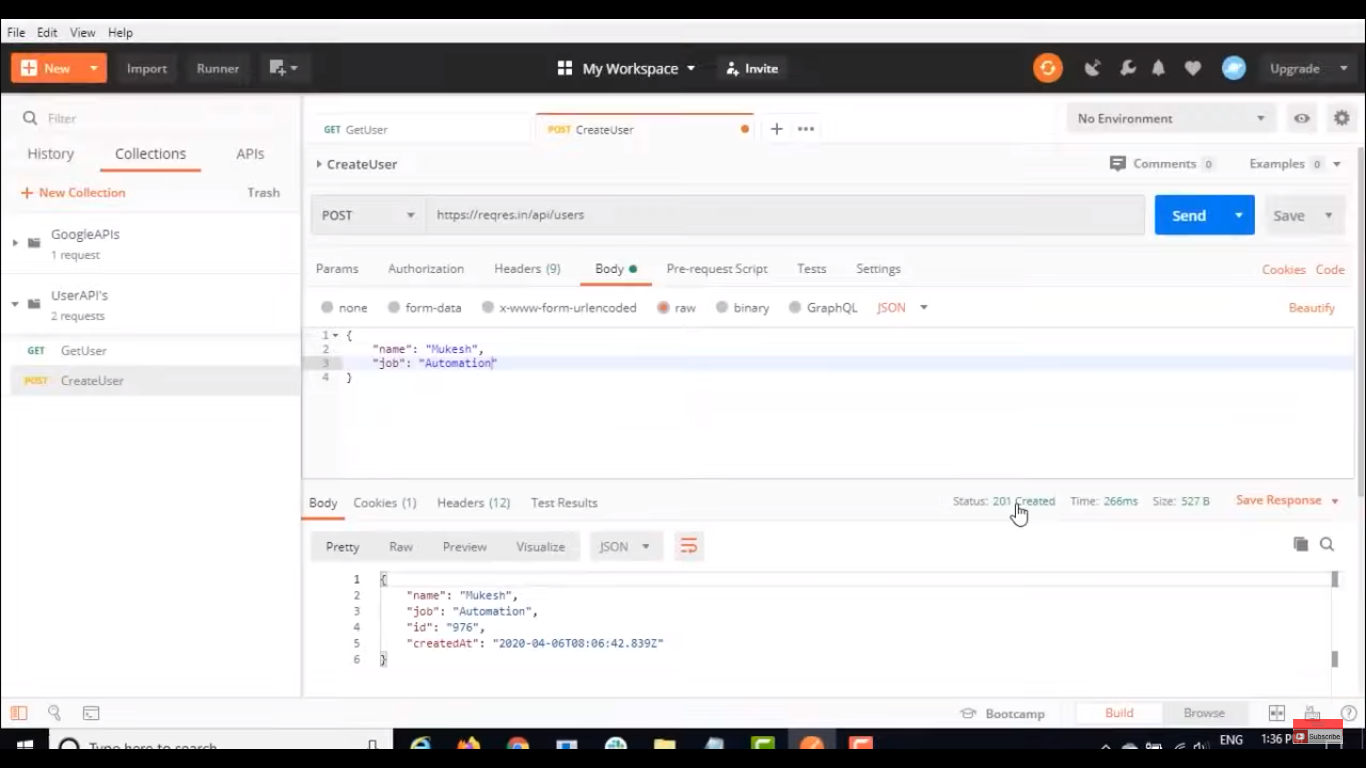 File Edit View Help
New Import Runner My Workspace Invite Upgrade
Filter
GET GetUser POST CreateUser No Environment
History Collections APIs
CreateUser Comments 0 Examples 0
New Collection Trash
POST https://reqres.in/api/users Send Save
GoogleAPIs
1 request
Params Authorization Headers (9) Body Pre-request Script Tests Settings Cookies Code
UserAPI's
2 requests
none form-data x-www-form-urlencoded raw binary GraphQL JSON Beautify
GET GetUser
POST CreateUser
1 {
2 "name": "Mukesh",
3 "job": "Automation"
4 }
Body Cookies (1) Headers (12) Test Results Status: 201 Created Time: 266ms Size: 527 B Save Response
Pretty Raw Preview Visualize JSON
1 {
2 "name": "Mukesh",
3 "job": "Automation",
4 "id": "976",
5 "createdAt": "2020-04-06T08:06:42.839Z"
6 }
Bootcamp Build Browse
Type here to search ENG 1:36 Subscribe